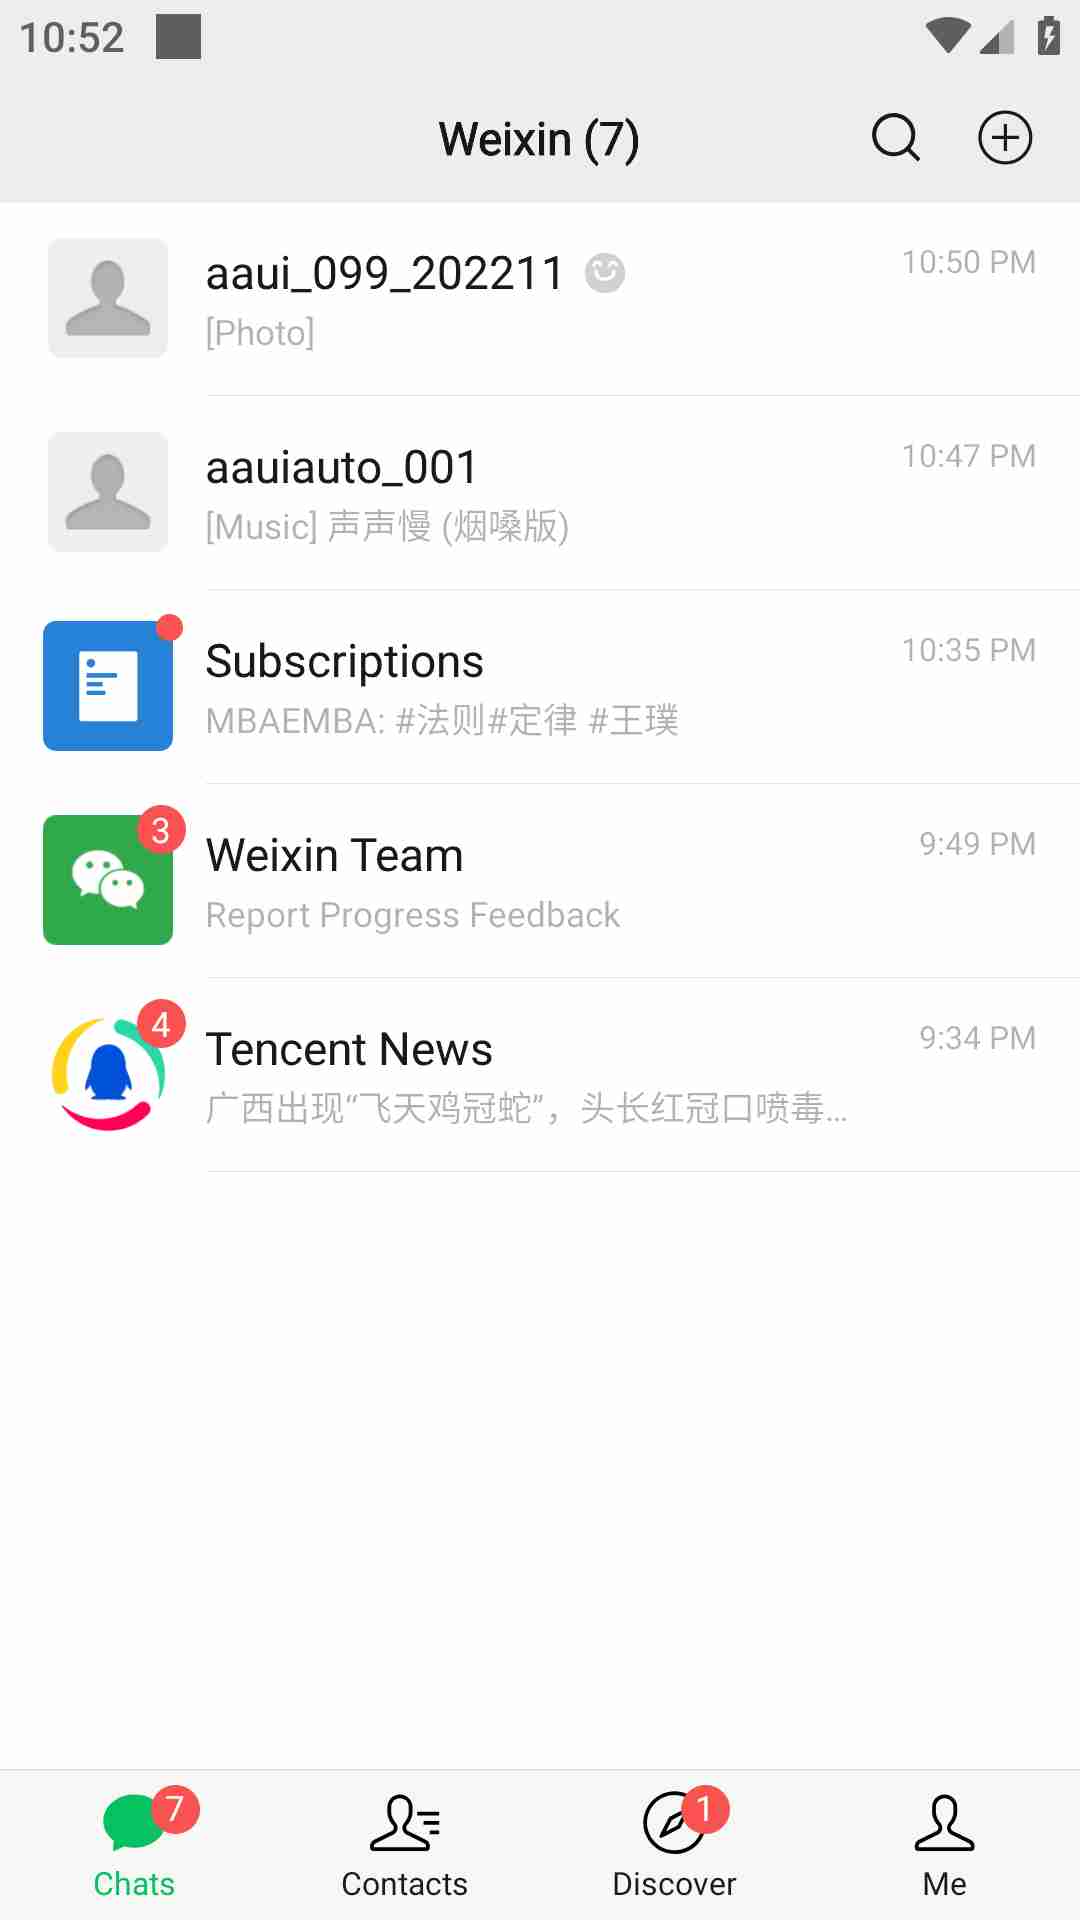 10:52
Weixin (7)
aaui_099_202211
10:50 PM
[Photo]
aauiauto_001
10:47 PM
[Music] 声声慢 (烟嗓版)
Subscriptions
10:35 PM
MBAEMBA: #法则#定律 #王璞
3
Weixin Team
9:49 PM
Report Progress Feedback
4
Tencent News
9:34 PM
广西出现“飞天鸡冠蛇”，头长红冠口喷毒...
7
1
Chats
Contacts
Discover
Me